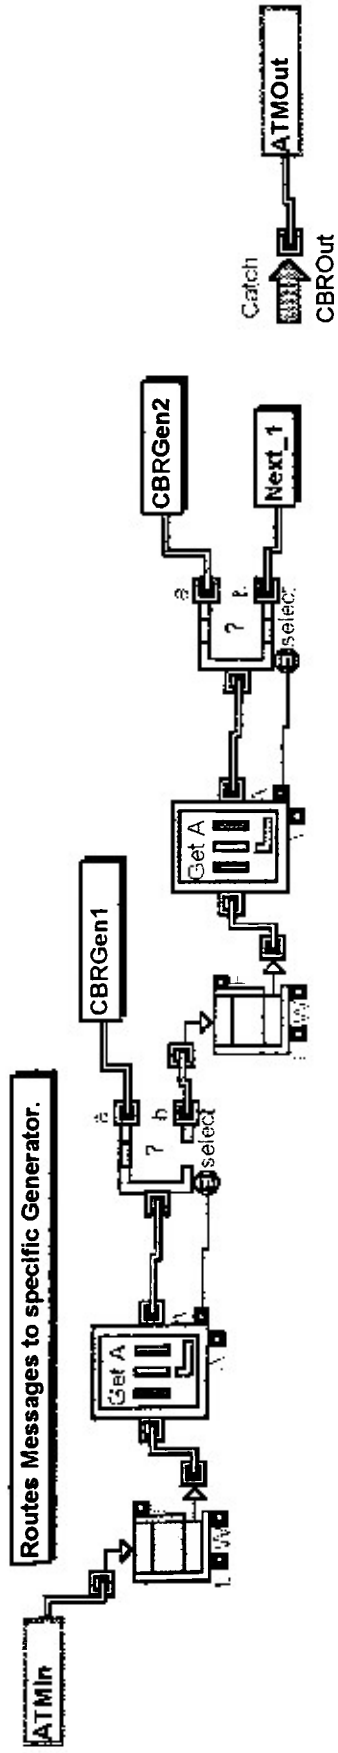 Routes Messages to specific Generator.
ATMIn
Get A
?
a
b
select
CBRGen1
Get A
?
a
select
CBRGen2
Next_1
Catch
CBROut
ATMOut